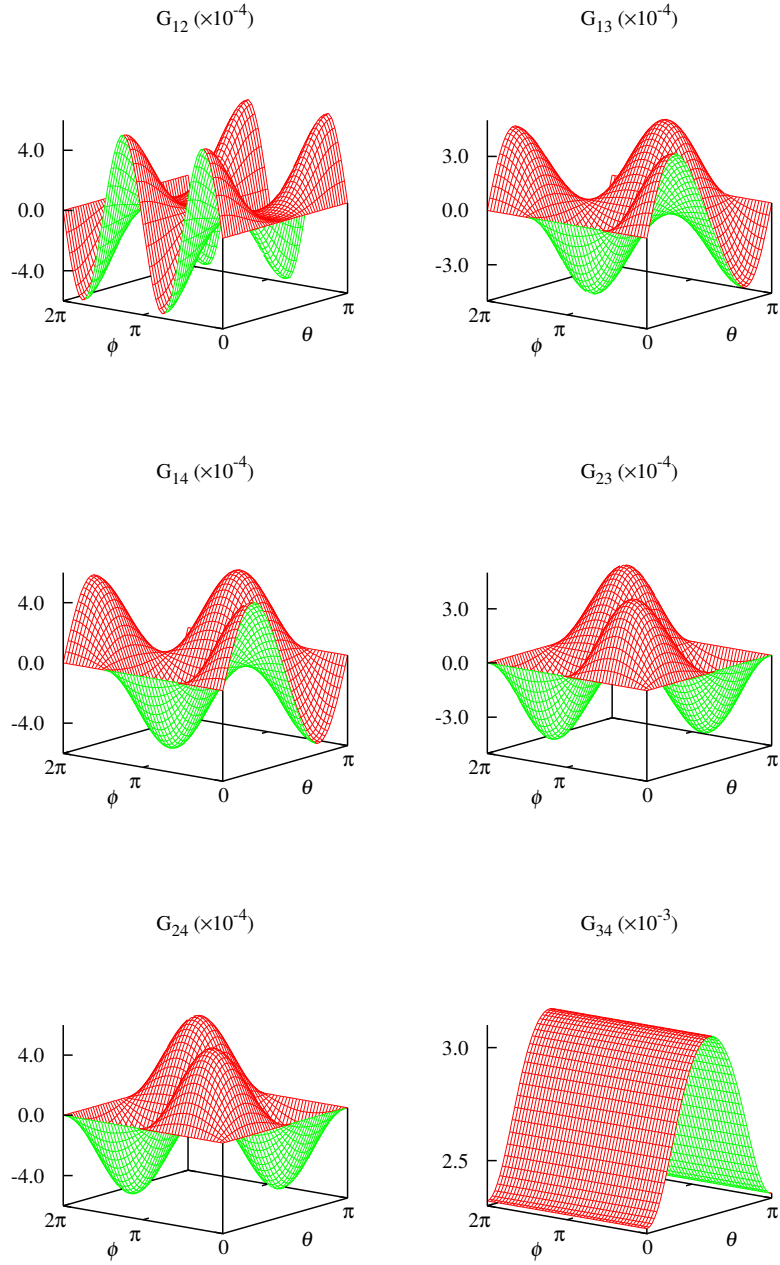 G₁₂ (×10⁻⁴)
4.0
0.0
-4.0
2π
π
0
π
ϕ
θ
G₁₃ (×10⁻⁴)
3.0
0.0
-3.0
2π
π
0
π
ϕ
θ
G₁₄ (×10⁻⁴)
4.0
0.0
-4.0
2π
π
0
π
ϕ
θ
G₂₃ (×10⁻⁴)
3.0
0.0
-3.0
2π
π
0
π
ϕ
θ
G₂₄ (×10⁻⁴)
4.0
0.0
-4.0
2π
π
0
π
ϕ
θ
G₃₄ (×10⁻³)
3.0
2.5
2π
π
0
π
ϕ
θ